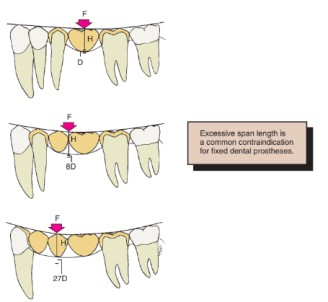 F
H
D
F
H
8D
Excessive span length is
a common contraindication
for fixed dental prostheses.
F
H
27D